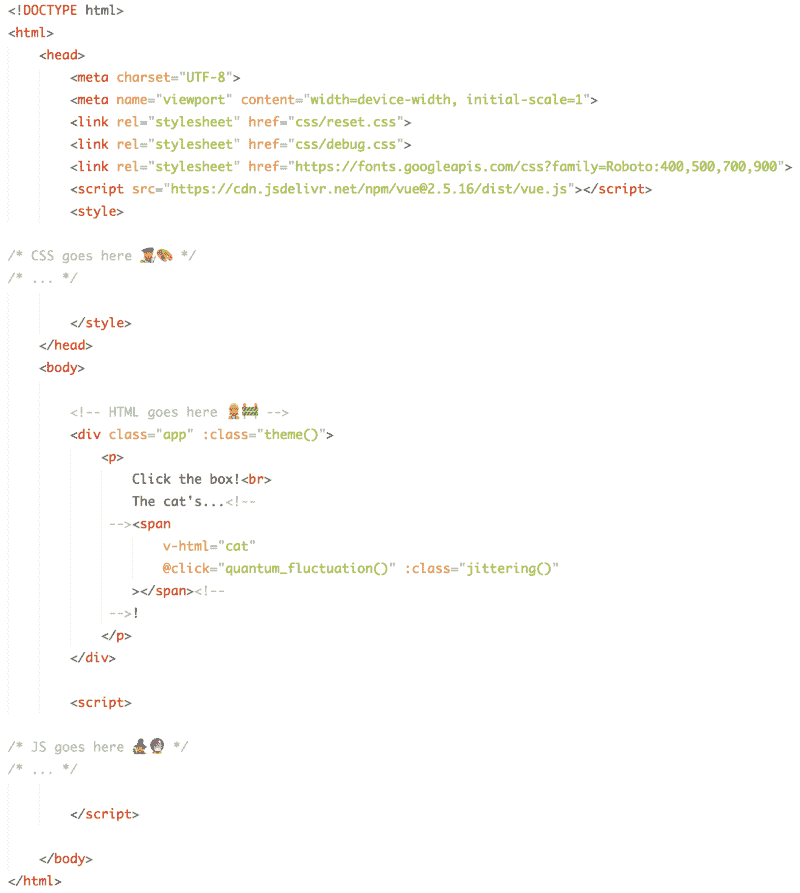 <!DOCTYPE html>
<html>
    <head>
        <meta charset="UTF-8">
        <meta name="viewport" content="width=device-width, initial-scale=1">
        <link rel="stylesheet" href="css/reset.css">
        <link rel="stylesheet" href="css/debug.css">
        <link rel="stylesheet" href="https://fonts.googleapis.com/css?family=Roboto:400,500,700,900">
        <script src="https://cdn.jsdelivr.net/npm/vue@2.5.16/dist/vue.js"></script>
        <style>
/* CSS goes here 👨‍🎨🎨 */
/* ... */
        </style>
    </head>
    <body>
        <!-- HTML goes here 👷🚧 -->
        <div class="app" :class="theme()">
            <p>
                Click the box!<br>
                The cat's...<!--
             --><span
                    v-html="cat"
                    @click="quantum_fluctuation()" :class="jittering()"
                ></span><!--
             -->!
            </p>
        </div>
        <script>
/* JS goes here 🧙🔮 */
/* ... */
        </script>
    </body>
</html>